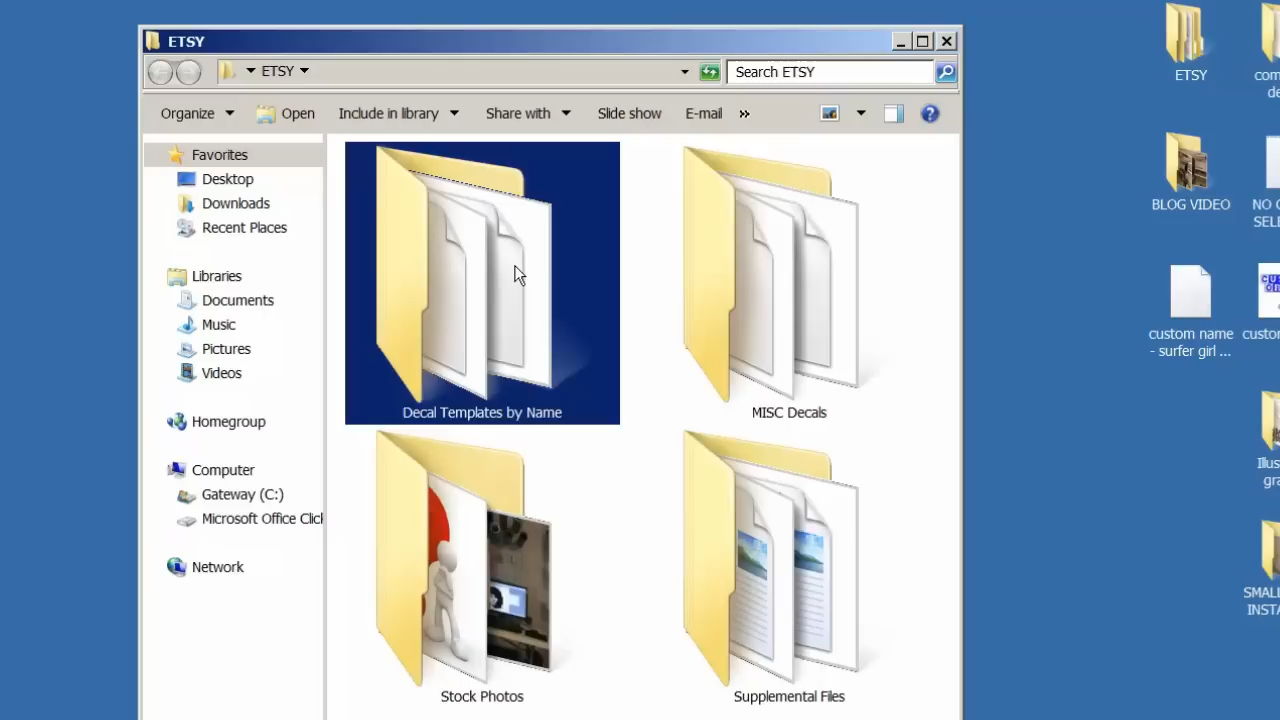 ETSY
ETSY
Search ETSY
Organize
Open
Include in library
Share with
Slide show
E-mail
»
Favorites
Desktop
Downloads
Recent Places
Libraries
Documents
Music
Pictures
Videos
Homegroup
Computer
Gateway (C:)
Microsoft Office Clic
Network
Decal Templates by Name
MISC Decals
Stock Photos
Supplemental Files
ETSY
BLOG VIDEO
custom name
- surfer girl ...